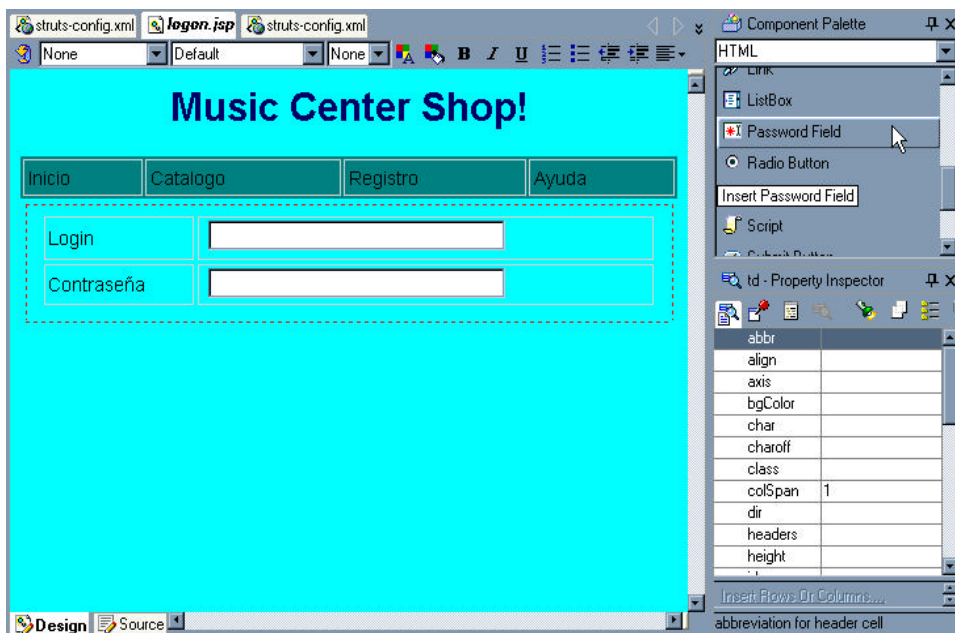 struts-config.xml logon.jsp struts-config.xml
None Default None A B I U
Music Center Shop!
Inicio Catalogo Registro Ayuda
Login
Contraseña
Design Source
Component Palette
HTML
Link
ListBox
Password Field
Radio Button
Insert Password Field
Script
Submit Button
td - Property Inspector
abbr
align
axis
bgColor
char
charoff
class
colSpan 1
dir
headers
height
Insert Rows Or Columns...
abbreviation for header cell